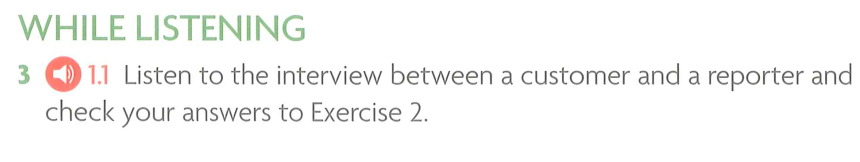 WHILE LISTENING
3 1.1 Listen to the interview between a customer and a reporter and
check your answers to Exercise 2.